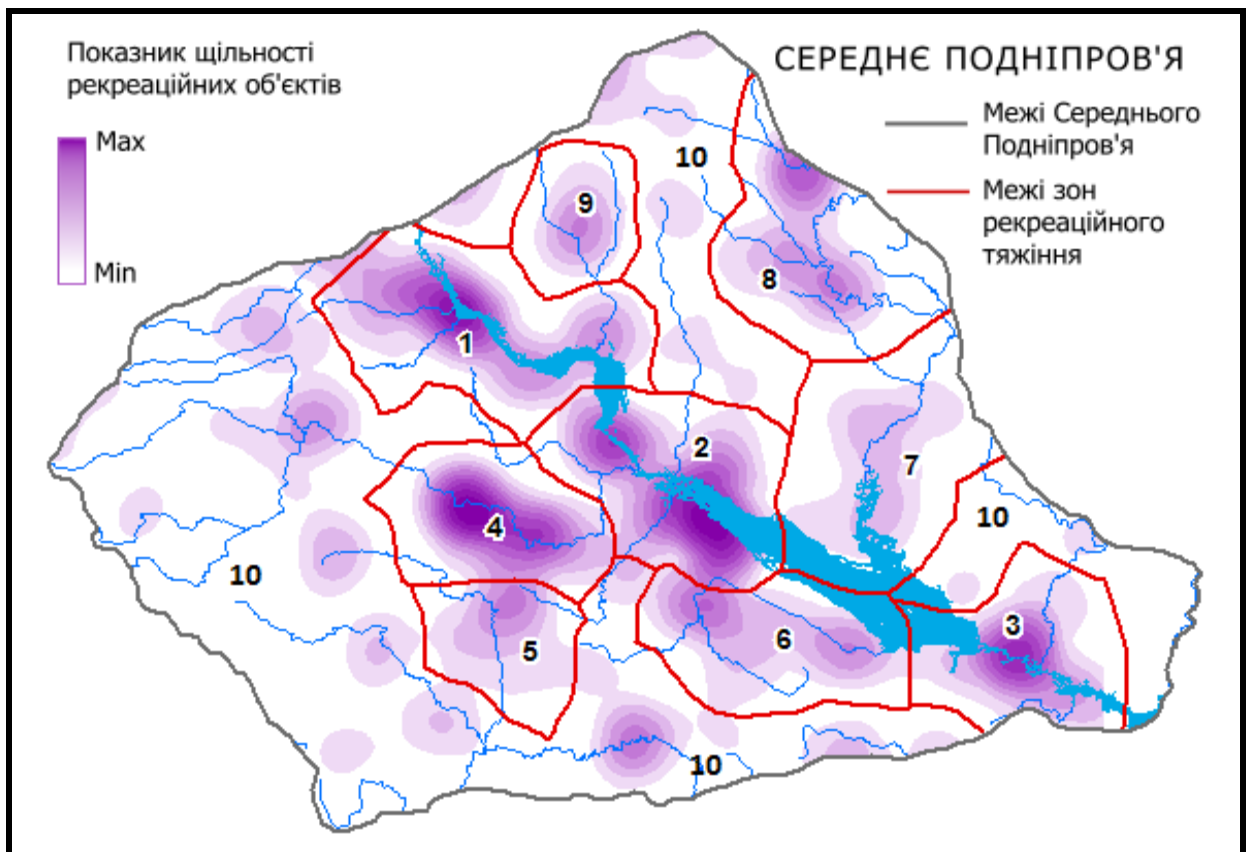 Показник щільності
рекреаційних об'єктів
Max
Min
СЕРЕДНЄ ПОДНІПРОВ'Я
Межі Середнього
Подніпров'я
Межі зон
рекреаційного
тяжіння
10
9
8
1
2
7
10
4
10
3
6
5
10